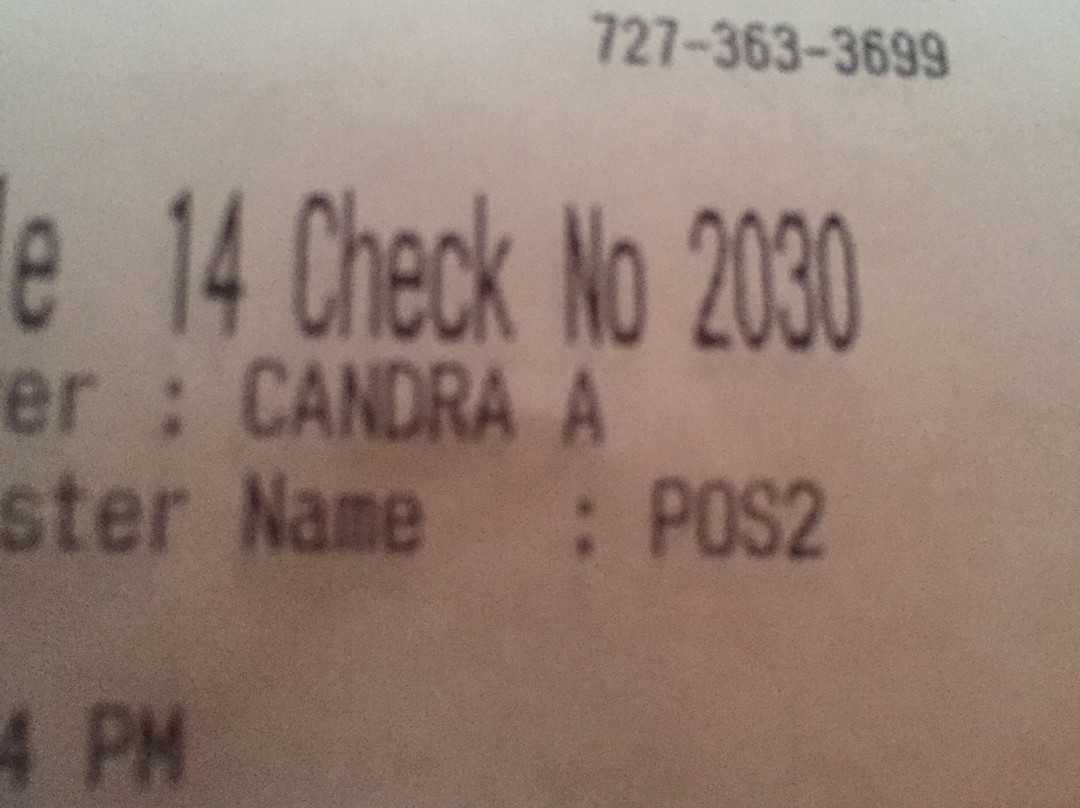 727-363-3699
le 14 Check No 2030
er : CANDRA A
ster Name : POS2
4 PM